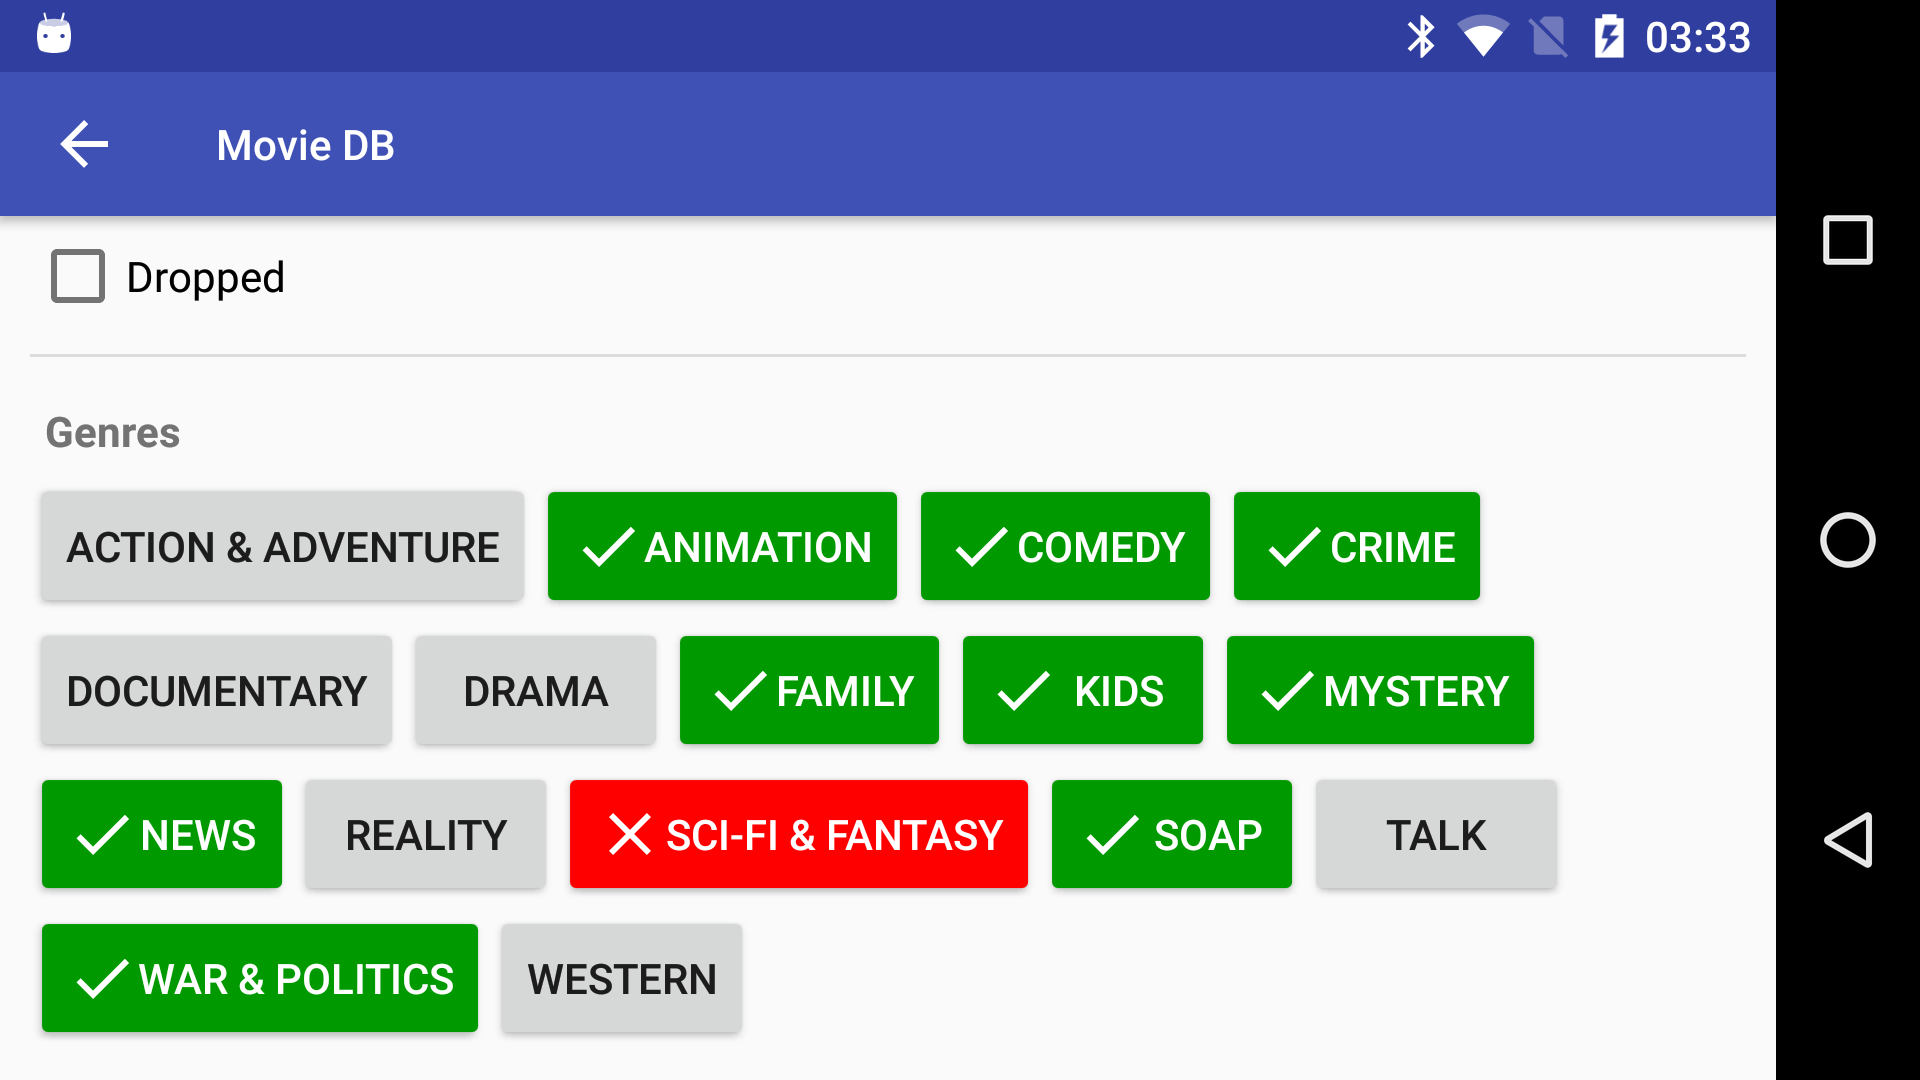 03:33
Movie DB
Dropped
Genres
ACTION & ADVENTURE ANIMATION COMEDY CRIME
DOCUMENTARY DRAMA FAMILY KIDS MYSTERY
NEWS REALITY SCI-FI & FANTASY SOAP TALK
WAR & POLITICS WESTERN